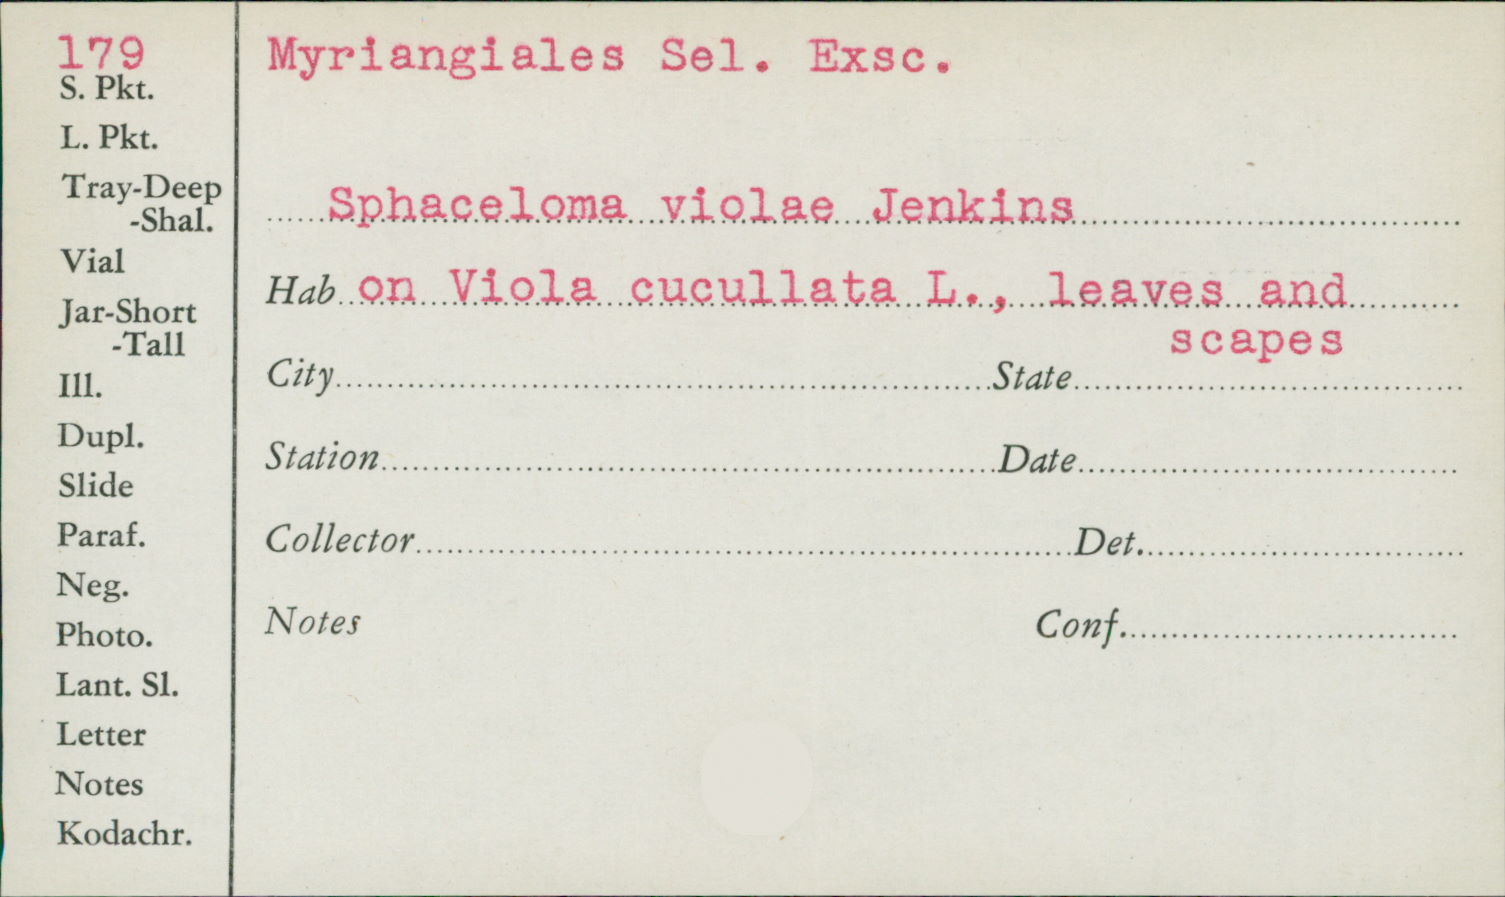 179
S. Pkt.
L. Pkt.
Tray-Deep
-Shal.
Vial
Jar-Short
-Tall
Ill.
Dupl.
Slide
Paraf.
Neg.
Photo.
Lant. Sl.
Letter
Notes
Kodachr.
Myriangiales Sel. Exsc.
Sphaceloma violae Jenkins
Hab on Viola cucullata L., leaves and
scapes
City State
Station Date
Collector Det.
Notes Conf.